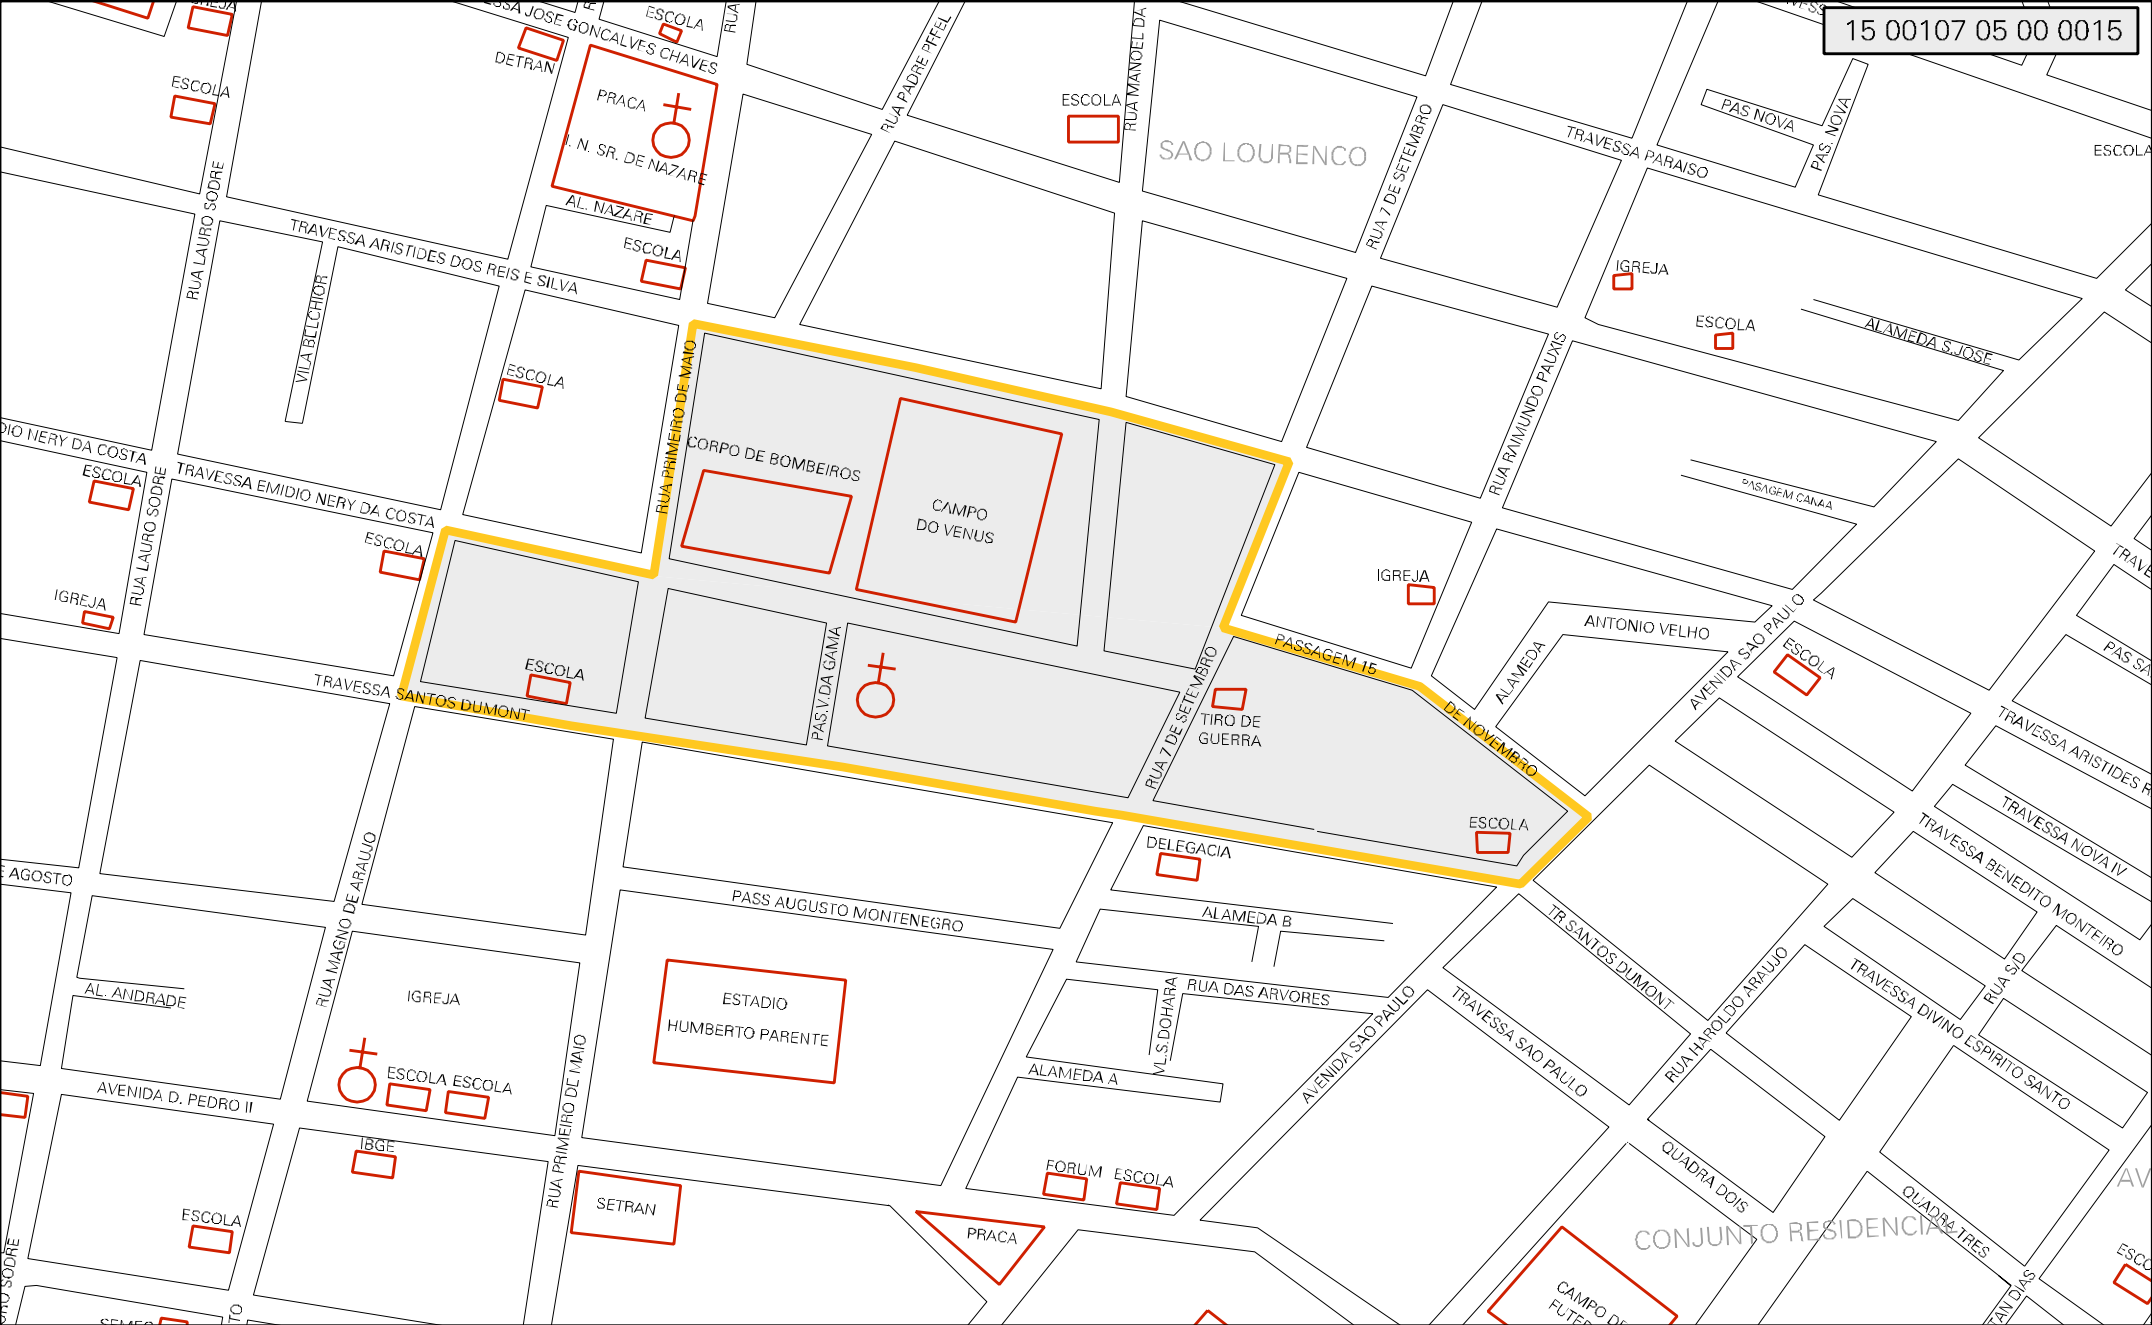 15 00107 05 00 0015
ESCOLA
DETRAN
ESCOLA
PRACA
I. N. SR. DE NAZARE
AL. NAZARE
ESCOLA
RUA PADRE PFFEL
RUA MANOEL DA
ESCOLA
SAO LOURENCO
RUA 7 DE SETEMBRO
TRAVESSA PARAISO
PAS NOVA
PAS. NOVA
ESCOLA
RUA LAURO SODRE
TRAVESSA ARISTIDES DOS REIS E SILVA
VILA BELCHIOR
IGREJA
ESCOLA
ALAMEDA S.JOSE
RUA RAIMUNDO PAUXIS
PASAGEM CANAA
ESCOLA
RUA PRIMEIRO DE MAIO
CORPO DE BOMBEIROS
CAMPO
DO VENUS
NERY DA COSTA
ESCOLA
TRAVESSA EMIDIO NERY DA COSTA
RUA LAURO SODRE
ESCOLA
IGREJA
IGREJA
ANTONIO VELHO
ALAMEDA
AVENIDA SAO PAULO
ESCOLA
TRAVESSA SANTOS DUMONT
ESCOLA
PAS.V.DA GAMA
RUA 7 DE SETEMBRO
PASSAGEM 15
DE NOVEMBRO
TIRO DE
GUERRA
ESCOLA
TRAVESSA ARISTIDES R
TRAVESSA NOVA IV
TRAVESSA BENEDITO MONTEIRO
DELEGACIA
AGOSTO
RUA MAGNO DE ARAUJO
PASS AUGUSTO MONTENEGRO
ALAMEDA B
TR SANTOS DUMONT
RUA S/D
TRAVESSA DIVINO ESPIRITO SANTO
AL. ANDRADE
IGREJA
ESTADIO
HUMBERTO PARENTE
RUA DAS ARVORES
VL.S.DOHARA
ALAMEDA A
AVENIDA SAO PAULO
TRAVESSA SAO PAULO
RUA HAROLDO ARAUJO
AVENIDA D. PEDRO II
ESCOLA ESCOLA
RUA PRIMEIRO DE MAIO
IBGE
SETRAN
PRACA
FORUM ESCOLA
QUADRA DOIS
QUADRA TRES
CONJUNTO RESIDENCIAL
AV
ESCOLA
CAMPO DE